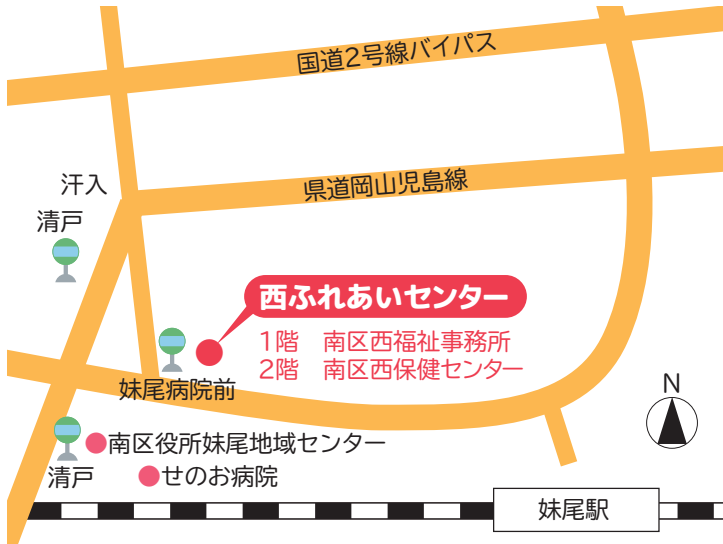 国道2号線バイパス
県道岡山児島線
汗入
清戸
西ふれあいセンター
1階 南区西福祉事務所
2階 南区西保健センター
妹尾病院前
N
南区役所妹尾地域センター
清戸
せのお病院
妹尾駅